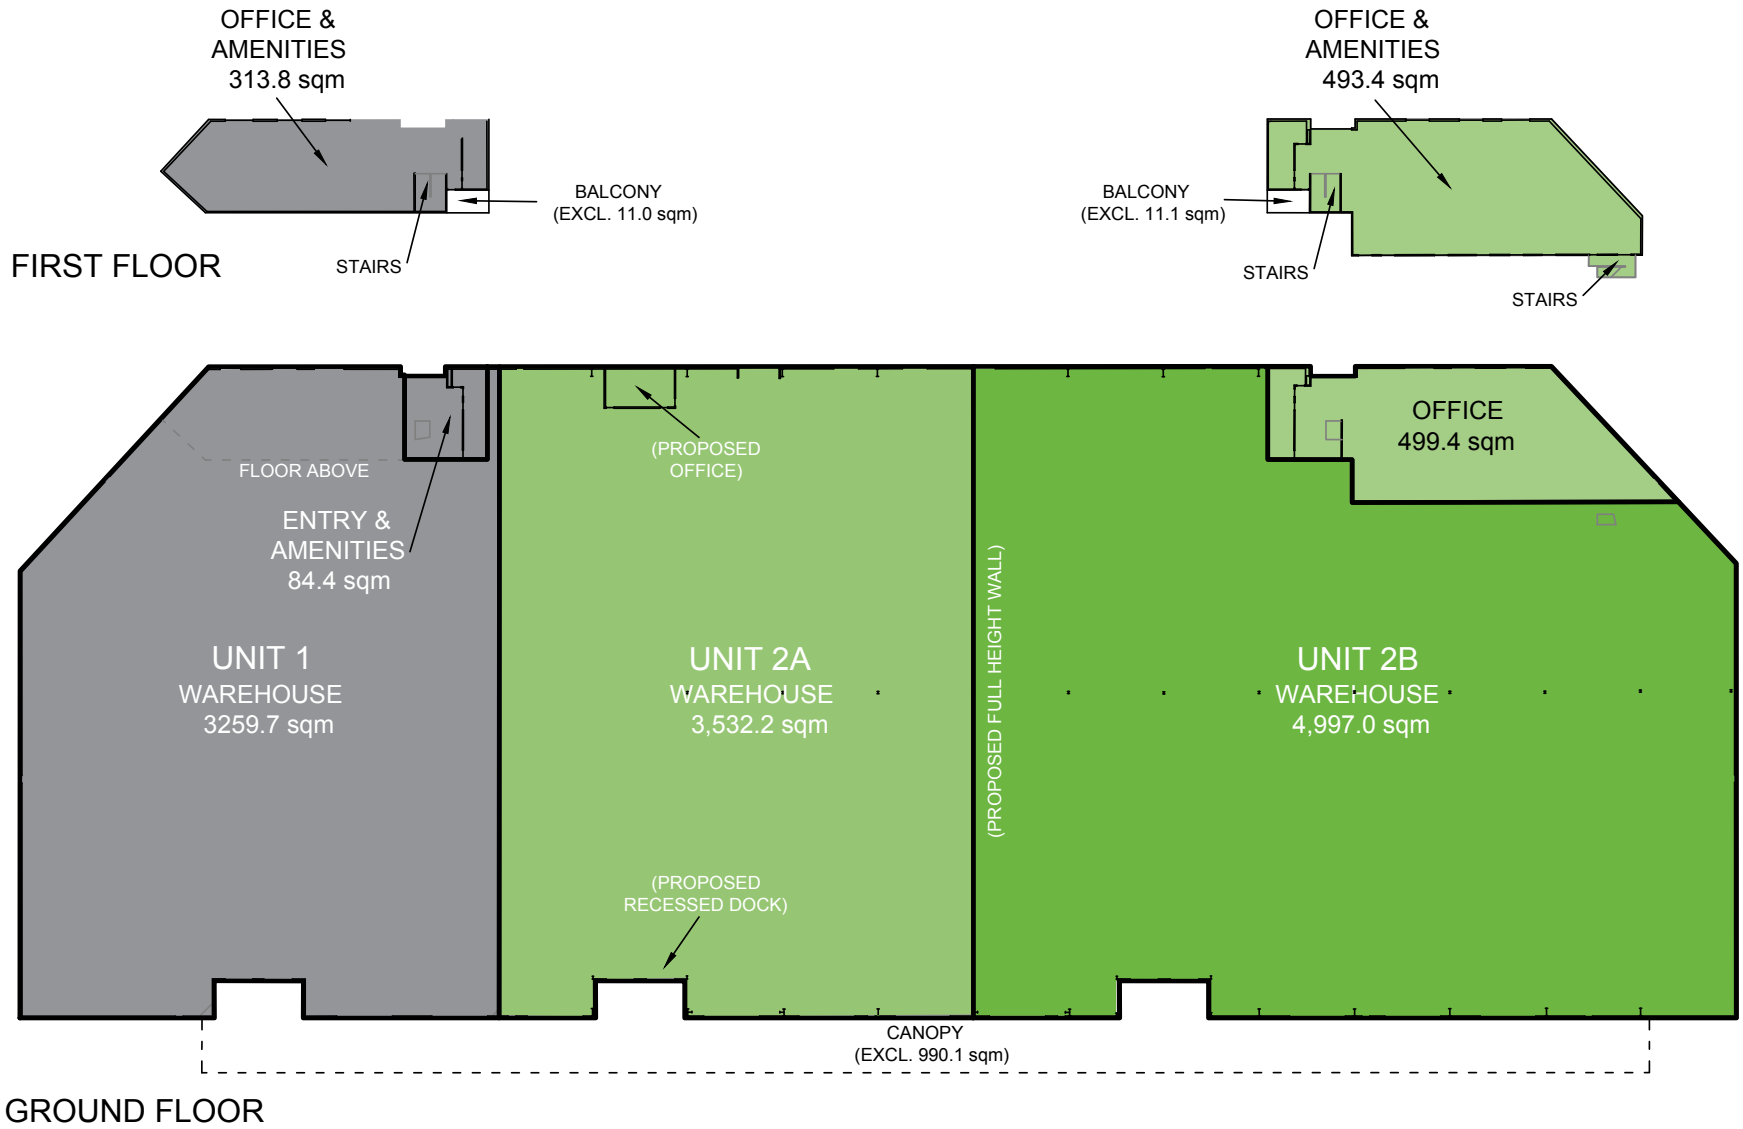 OFFICE &
AMENITIES
313.8 sqm
OFFICE &
AMENITIES
493.4 sqm
BALCONY
(EXCL. 11.0 sqm)
BALCONY
(EXCL. 11.1 sqm)
FIRST FLOOR
STAIRS
STAIRS
STAIRS
OFFICE
499.4 sqm
(PROPOSED
OFFICE)
FLOOR ABOVE
ENTRY &
AMENITIES
84.4 sqm
UNIT 1
WAREHOUSE
3259.7 sqm
UNIT 2A
WAREHOUSE
3,532.2 sqm
(PROPOSED FULL HEIGHT WALL)
UNIT 2B
WAREHOUSE
4,997.0 sqm
(PROPOSED
RECESSED DOCK)
CANOPY
(EXCL. 990.1 sqm)
GROUND FLOOR